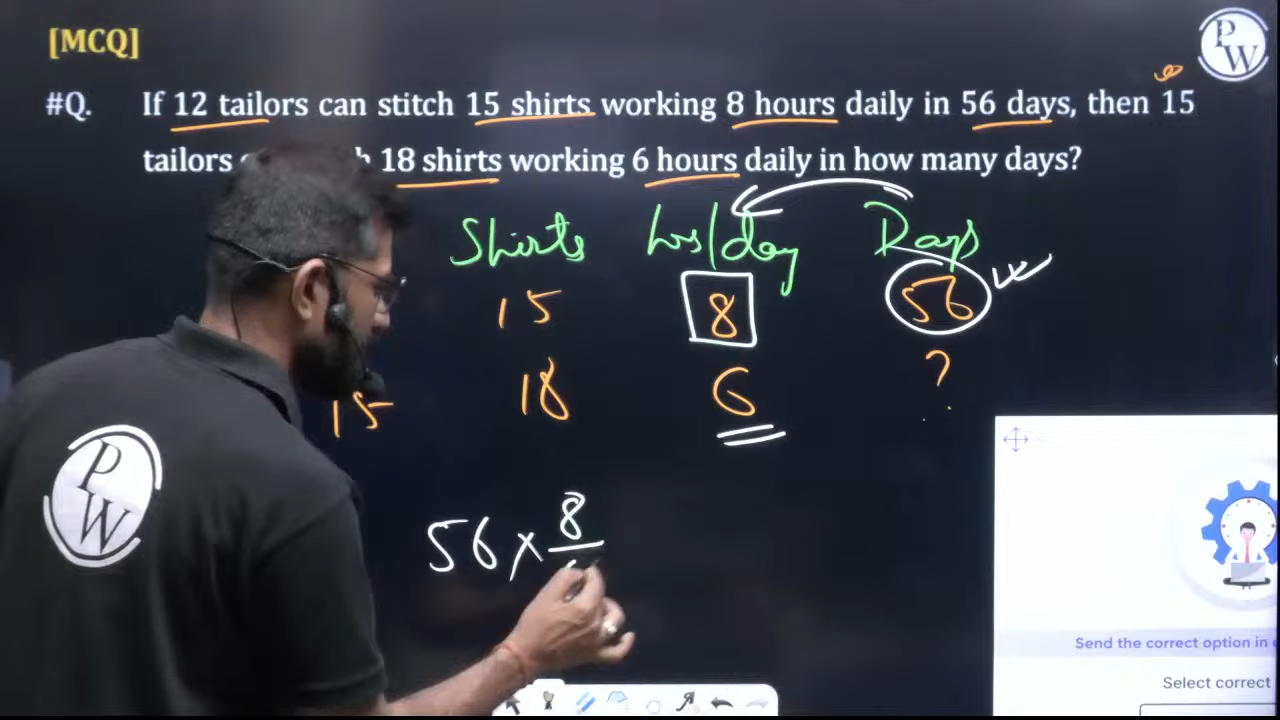 [MCQ]
PW
#Q. If 12 tailors can stitch 15 shirts working 8 hours daily in 56 days, then 15
tailors 18 shirts working 6 hours daily in how many days?
Shirts hrs/day Days
15 8 56
15 18 6 ?
56 × 8
PW
Send the correct option in
Select correct